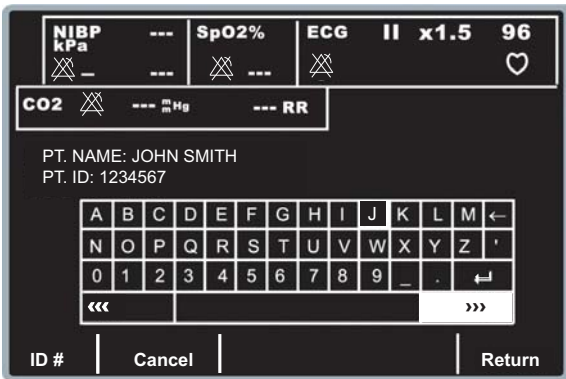 NIBP --- SpO2% ECG II x1.5 96
kPa
– --- ---
CO2 --- mmHg --- RR
PT. NAME: JOHN SMITH
PT. ID: 1234567
A B C D E F G H I J K L M ←
N O P Q R S T U V W X Y Z '
0 1 2 3 4 5 6 7 8 9 _ . ↵
‹‹‹ ›››
ID # Cancel Return